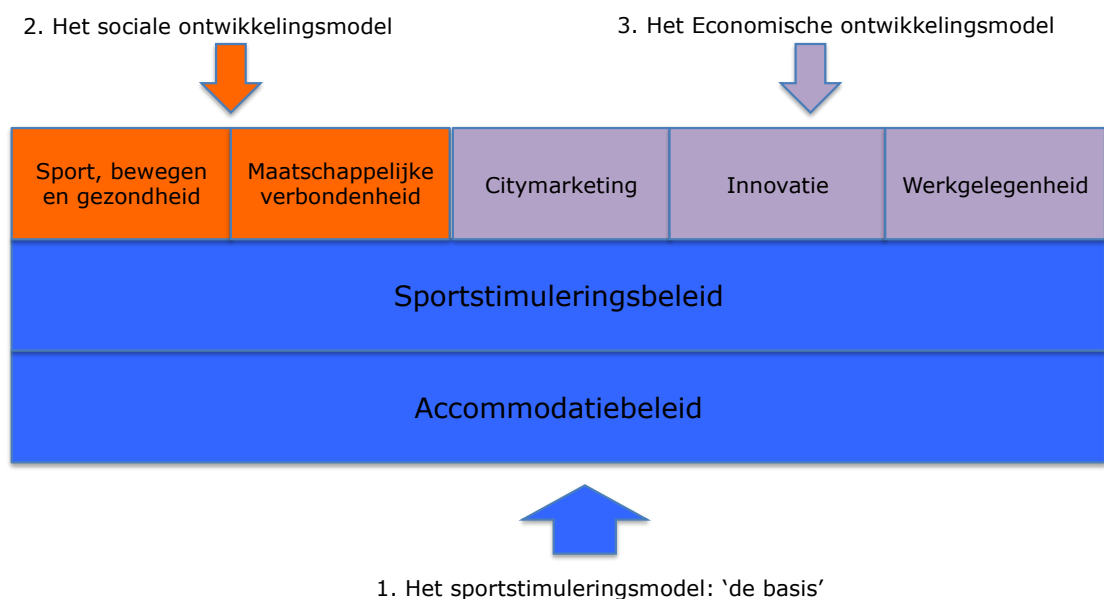 2. Het sociale ontwikkelingsmodel
3. Het Economische ontwikkelingsmodel
Sport, bewegen
en gezondheid
Maatschappelijke
verbondenheid
Citymarketing
Innovatie
Werkgelegenheid
Sportstimuleringsbeleid
Accommodatiebeleid
1. Het sportstimuleringsmodel: ‘de basis’